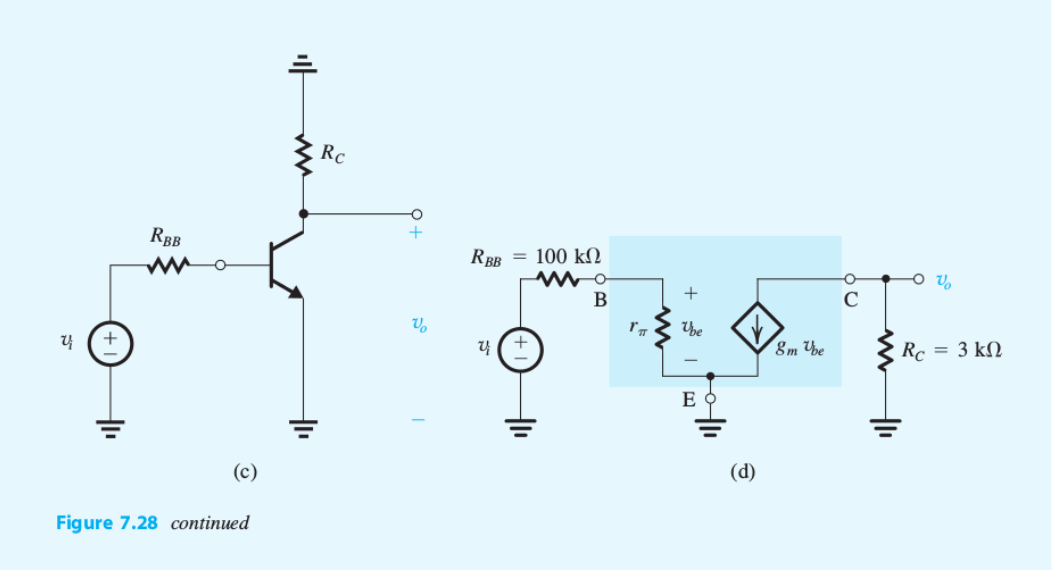 R_C
R_BB
+
v_i
+
−
v_o
−
(c)
R_BB = 100 kΩ
B
v_i
+
−
r_π
+
v_be
−
g_m v_be
E
C
v_o
R_C = 3 kΩ
(d)
Figure 7.28 continued